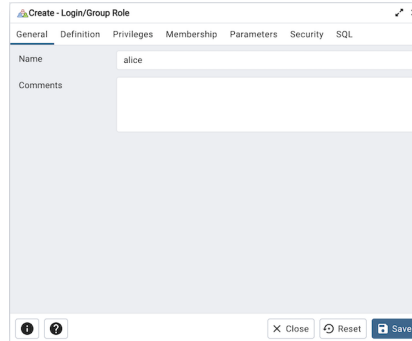 Create - Login/Group Role
General Definition Privileges Membership Parameters Security SQL
Name alice
Comments
Close Reset Save